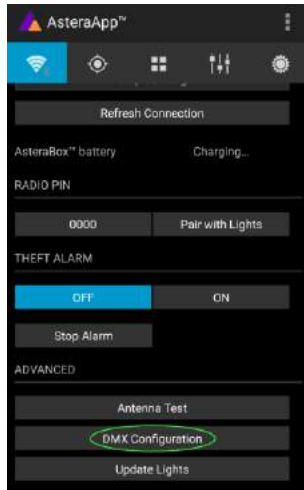 AsteraApp™
Refresh Connection
AsteraBox™ battery Charging...
RADIO PIN
0000 Pair with Lights
THEFT ALARM
OFF ON
Stop Alarm
ADVANCED
Antenna Test
DMX Configuration
Update Lights